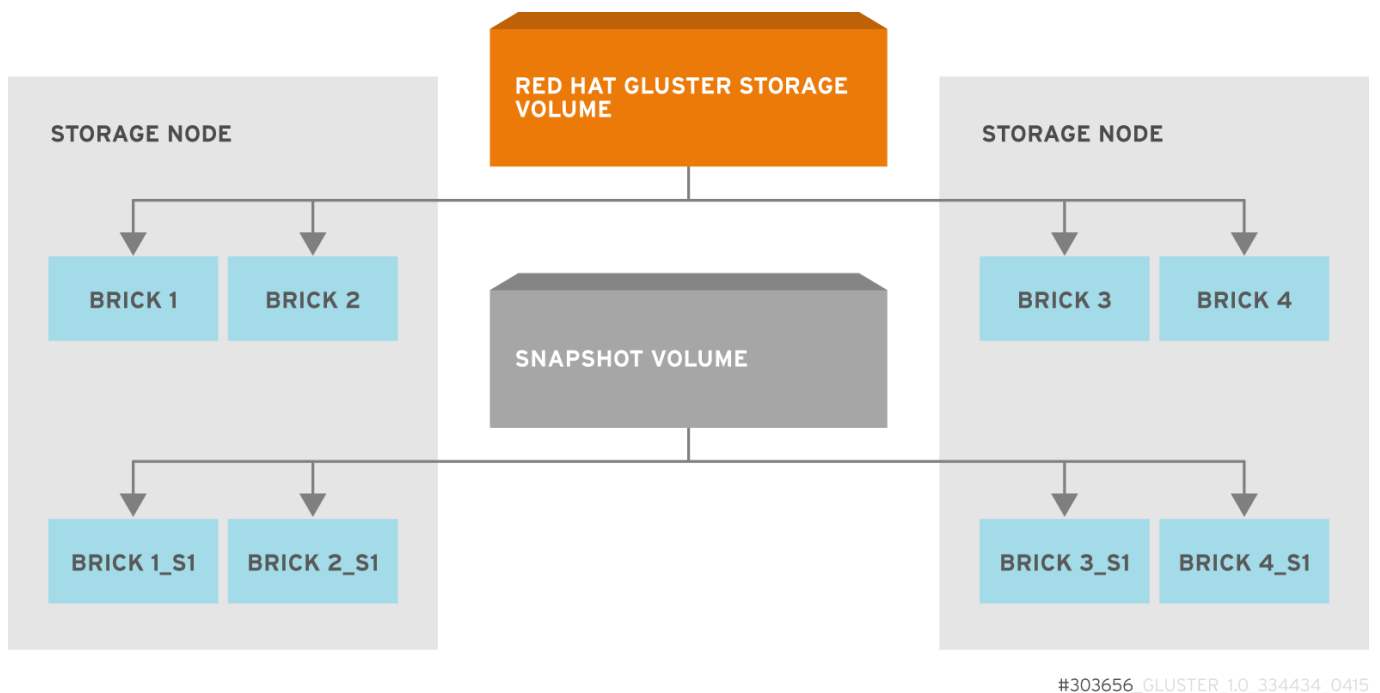 RED HAT GLUSTER STORAGE
VOLUME
STORAGE NODE
STORAGE NODE
BRICK 1
BRICK 2
BRICK 3
BRICK 4
SNAPSHOT VOLUME
BRICK 1_S1
BRICK 2_S1
BRICK 3_S1
BRICK 4_S1
#303656_GLUSTER_1.0_334434_0415